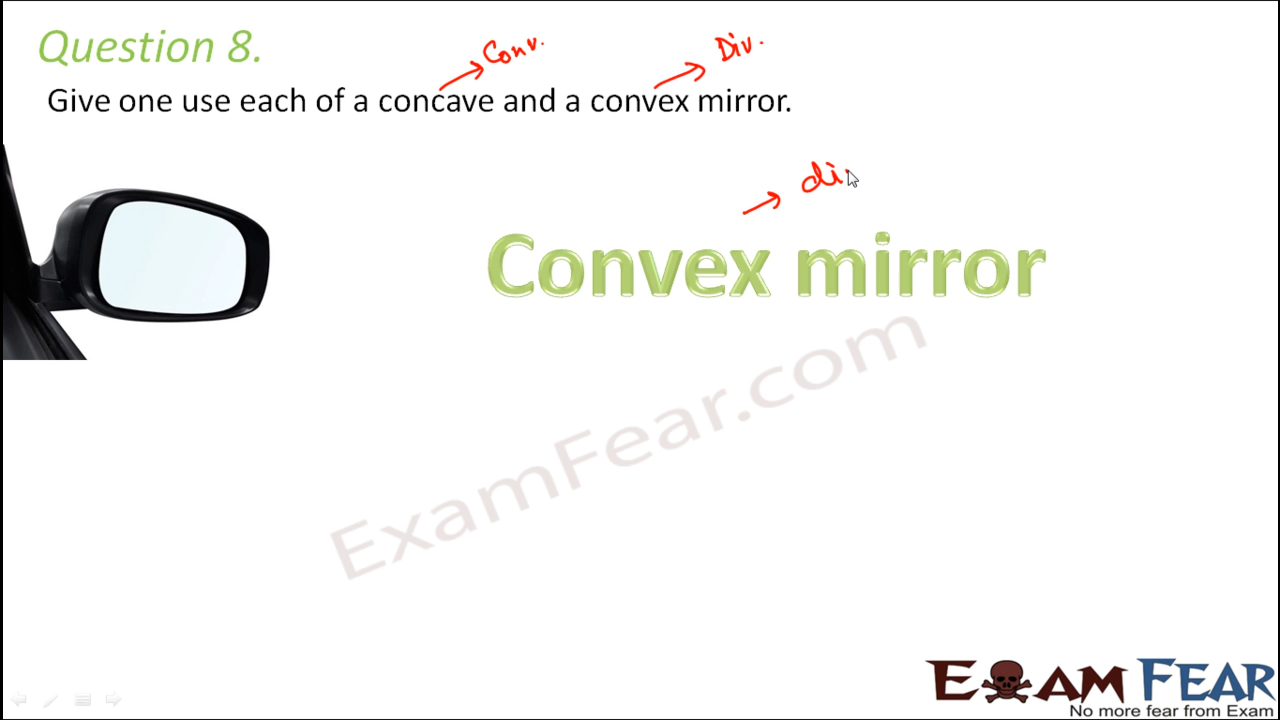 Question 8.
Conv.
Div.
Give one use each of a concave and a convex mirror.
di
Convex mirror
ExamFear.com
EXAM FEAR
No more fear from Exam